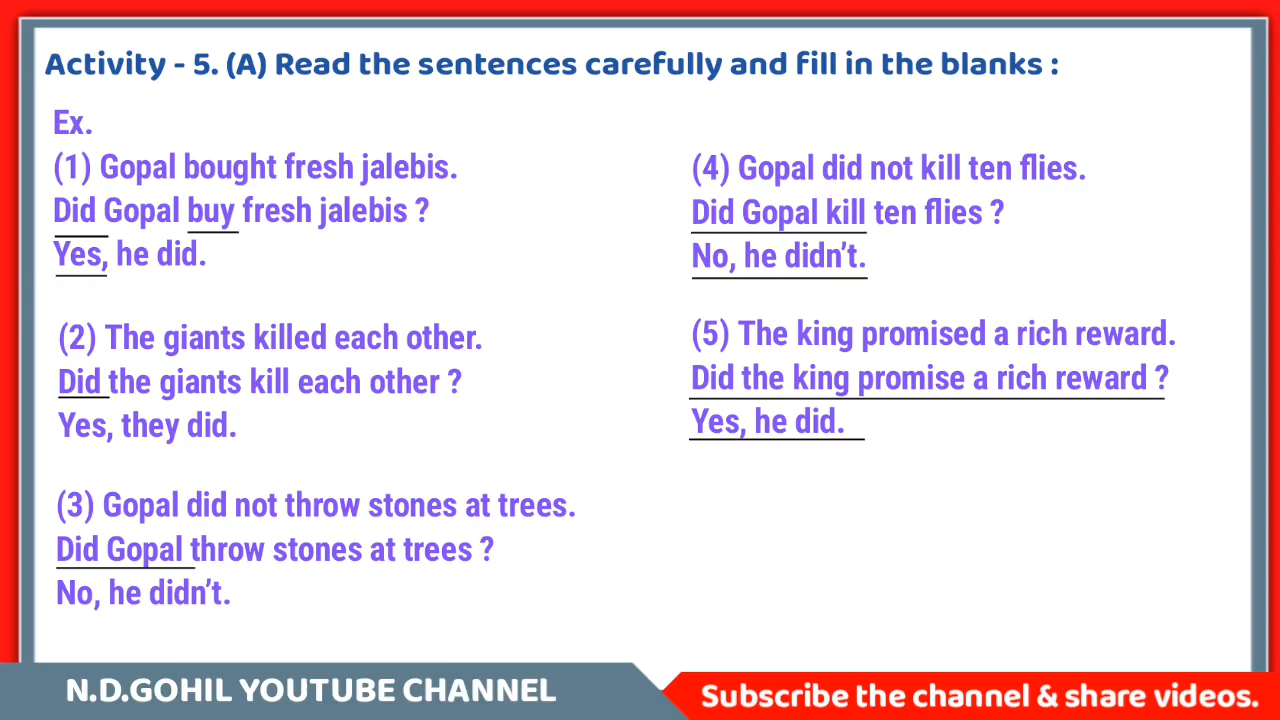 Activity - 5. (A) Read the sentences carefully and fill in the blanks :
Ex.
(1) Gopal bought fresh jalebis.
Did Gopal buy fresh jalebis ?
Yes, he did.
(2) The giants killed each other.
Did the giants kill each other ?
Yes, they did.
(3) Gopal did not throw stones at trees.
Did Gopal throw stones at trees ?
No, he didn't.
(4) Gopal did not kill ten flies.
Did Gopal kill ten flies ?
No, he didn't.
(5) The king promised a rich reward.
Did the king promise a rich reward ?
Yes, he did.
N.D.GOHIL YOUTUBE CHANNEL
Subscribe the channel & share videos.